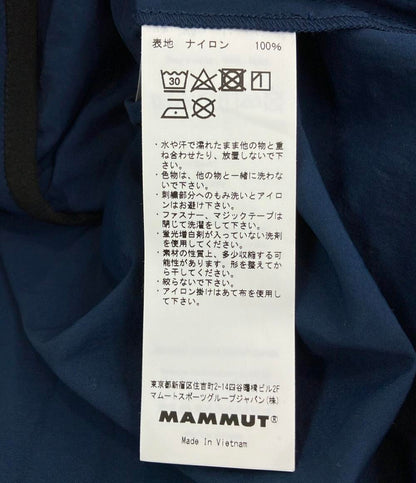 表地 ナイロン 100%
30
・水や汗で濡れたまま他の物と重
ね合わせたり、放置しないで下
さい。
・色物は、他の物と一緒に洗わな
いで下さい。
・刺繍部分へのもみ洗いとアイロ
ンはお避け下さい。
・ファスナー、マジックテープは
閉じて洗濯をして下さい。
・蛍光増白剤が入っていない洗剤
を使用してください。
・素材の性質上、多少収縮する可
能性があります。形を整えてか
ら干してください。
・絞らないで下さい。
・アイロン掛けはあて布を使用し
て下さい。
東京都新宿区住吉町2-14四谷曙橋ビル2F
マムートスポーツグループジャパン(株)
MAMMUT®
Made In Vietnam